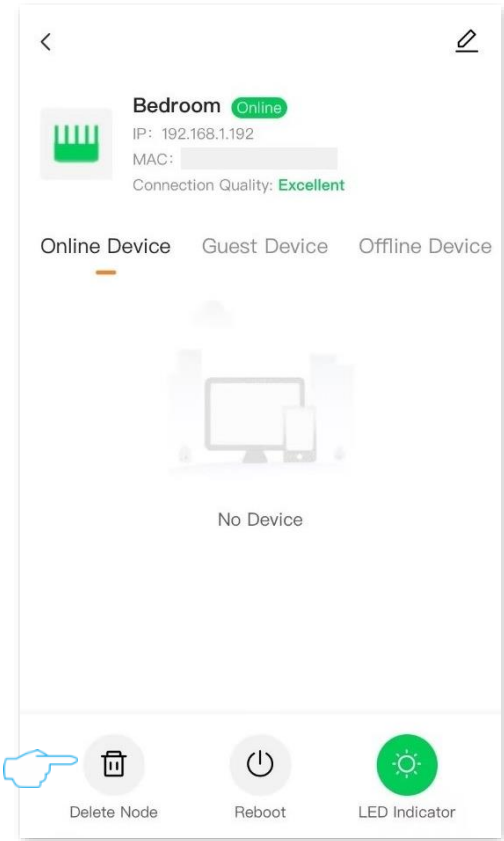 Bedroom Online
IP: 192.168.1.192
MAC:
Connection Quality: Excellent
Online Device Guest Device Offline Device
No Device
Delete Node Reboot LED Indicator